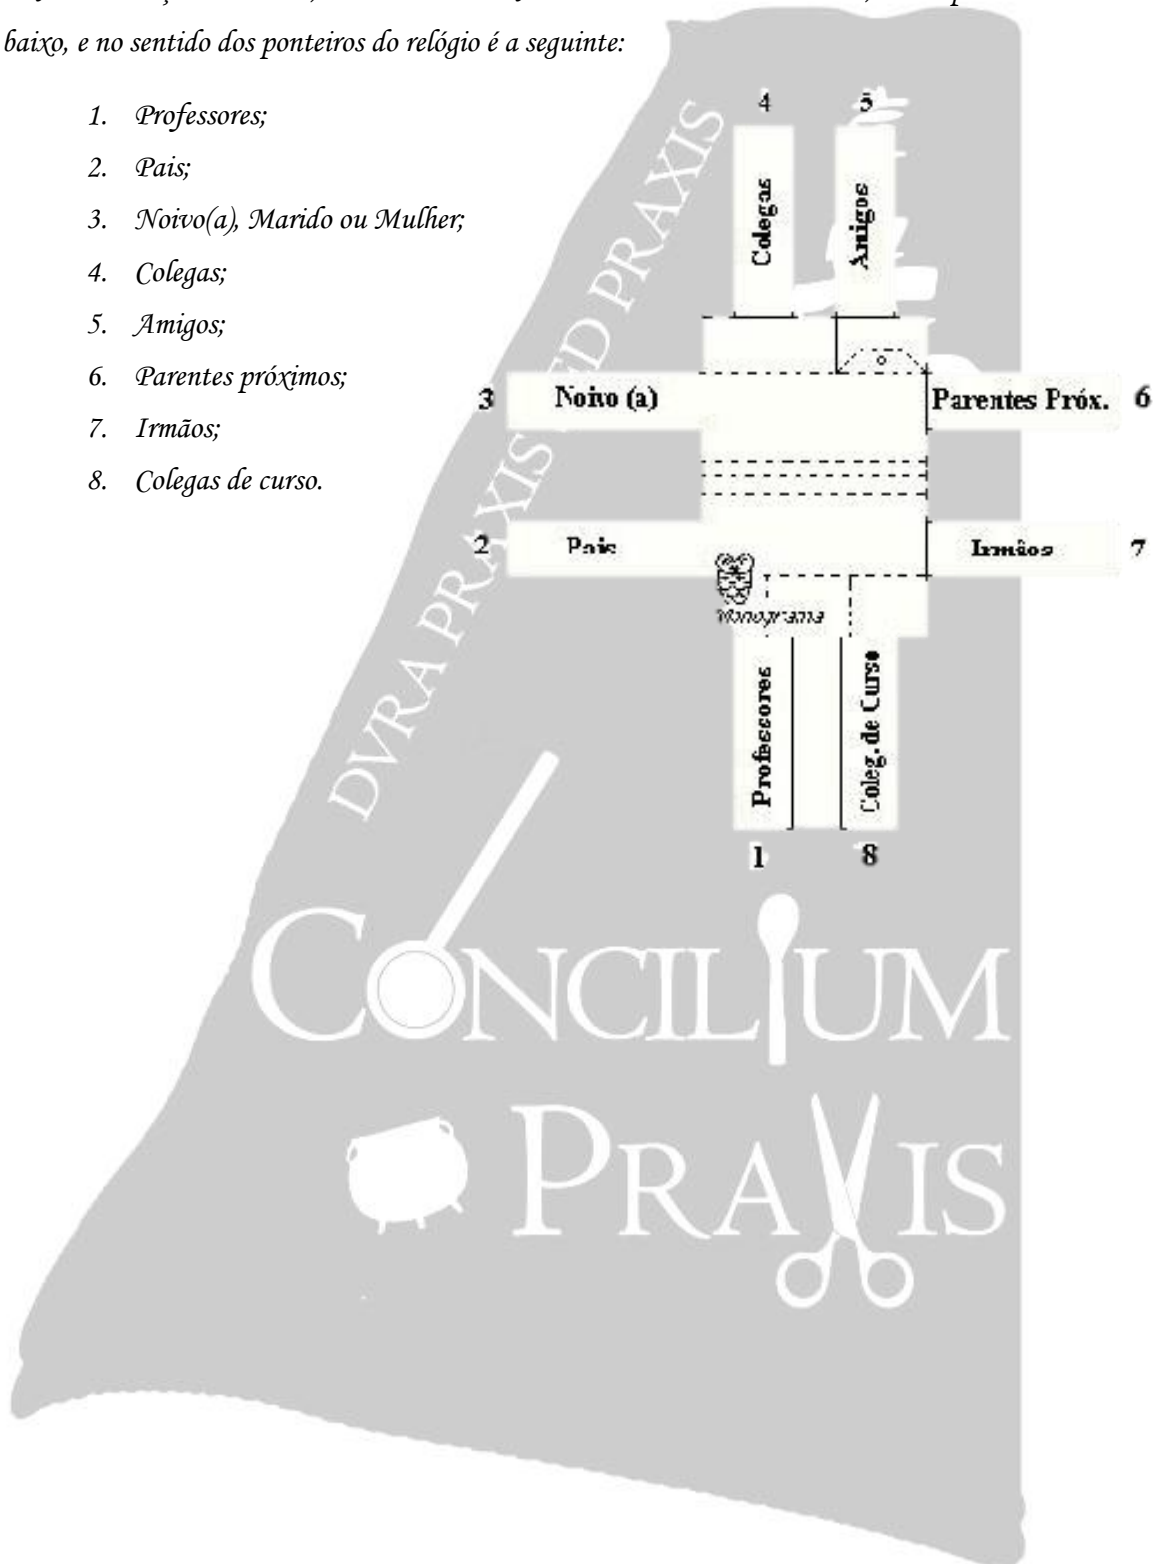 baixo, e no sentido dos ponteiros do relógio é a seguinte:
1. Professores;
2. Pais;
3. Noivo(a), Marido ou Mulher;
4. Colegas;
5. Amigos;
6. Parentes próximos;
7. Irmãos;
8. Colegas de curso.
4 5
Colegas
Amigos
3 Noivo (a)
Parentes Próx. 6
2 Pais
Irmãos 7
Monograma
Professores
Coleg. de Curso
1 8
DVRA PRAXIS SED PRAXIS
CONCILIUM
PRAXIS